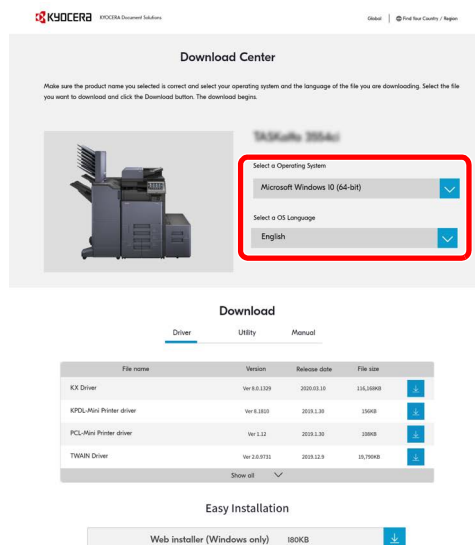 KYOCERA KYOCERA Document Solutions Global Find Your Country / Region
Download Center
Make sure the product name you selected is correct and select your operating system and the language of the file you are downloading. Select the file
you want to download and click the Download button. The download begins.
Select a Operating System
Microsoft Windows 10 (64-bit)
Select a OS Language
English
Download
Driver Utility Manual
File name Version Release date File size
KX Driver Ver 8.0.1329 2020.03.10 116,168KB
KPDL-Mini Printer driver Ver 8.1810 2019.1.30 156KB
PCL-Mini Printer driver Ver 1.12 2019.1.30 108KB
TWAIN Driver Ver 2.0.9731 2019.12.9 19,790KB
Show all
Easy Installation
Web installer (Windows only) 180KB